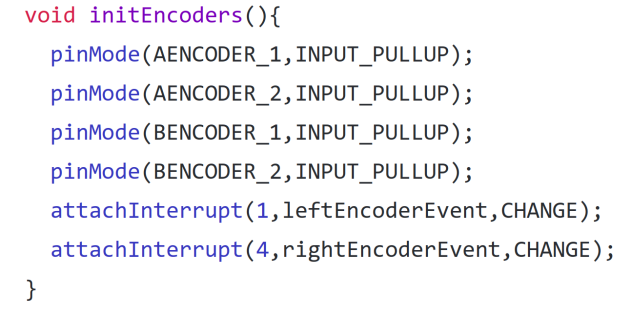 void initEncoders(){
  pinMode(AENCODER_1,INPUT_PULLUP);
  pinMode(AENCODER_2,INPUT_PULLUP);
  pinMode(BENCODER_1,INPUT_PULLUP);
  pinMode(BENCODER_2,INPUT_PULLUP);
  attachInterrupt(1,leftEncoderEvent,CHANGE);
  attachInterrupt(4,rightEncoderEvent,CHANGE);
}